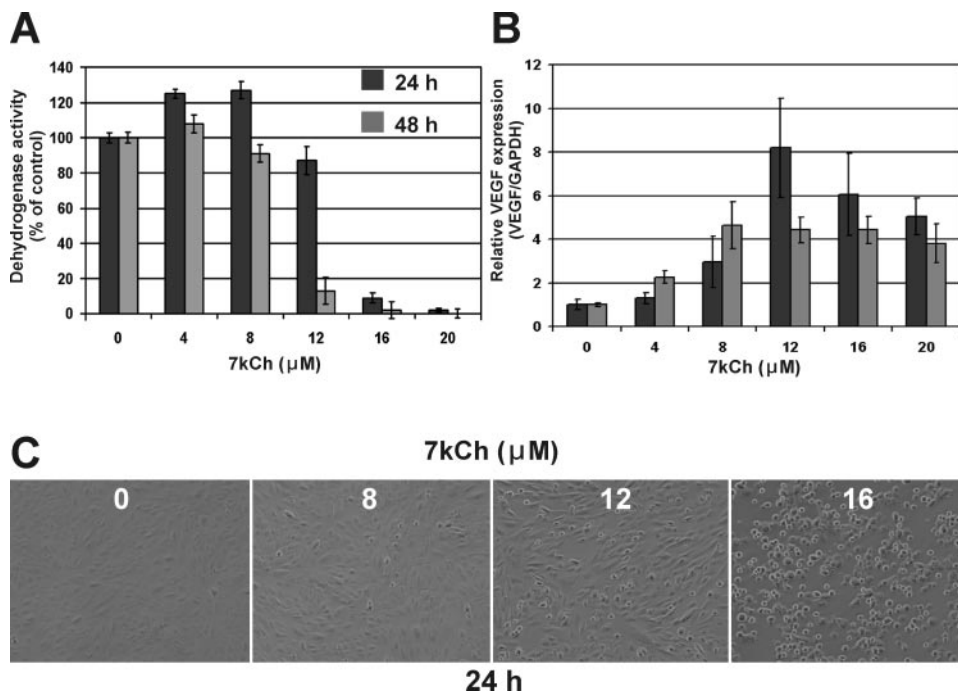 A
Dehydrogenase activity
(% of control)
140
120
100
80
60
40
20
0
24 h
48 h
0 4 8 12 16 20
7kCh (μM)
B
Relative VEGF expression
(VEGF/GAPDH)
12
10
8
6
4
2
0
0 4 8 12 16 20
7kCh (μM)
C
7kCh (μM)
0 8 12 16
24 h